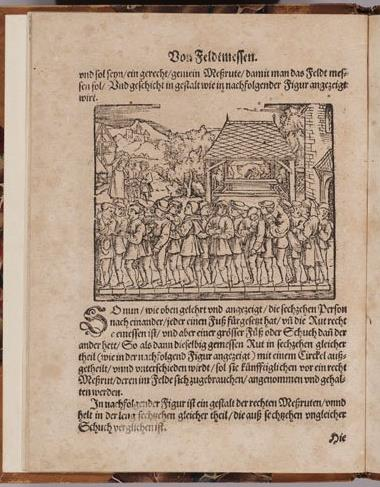 Von Feldtmessen.
vnd sol seyn/ein gerecht/gemein Meßrute/damit man das Feldt mes-
sen sol/ Vnd geschicht in gestalt wie in nachfolgender Figur angezeigt
wirt.
SO nun/ wie oben gelehrt vnd angezeigt/ die sechzehen Person
nach einander/jeder einen Fuß fürgesetzt hat/ vñ die Rut recht
e emessen ist/ vnd aber einer grösser Füß oder Schuch dañ der
ander hett/ So als dann dieselbig gemessen Rut in sechzehen gleicher
theil (wie in der nachfolgend Figur angezeigt) mit einem Circkel auß-
getheilt/ vnnd vnterschieden wirdt/ sol sie künfftiglichen vor ein recht
Meßrut/deren im Felde sich zugebrauchen/ angenommen vnd gehal-
ten werden.
In nachfolgender Figur ist ein gestalt der rechten Meßruten/vnnd
helt in der leng sechzehen gleicher theil/die auß sechzehen vngleicher
Schuch verglichen ist.
Hie